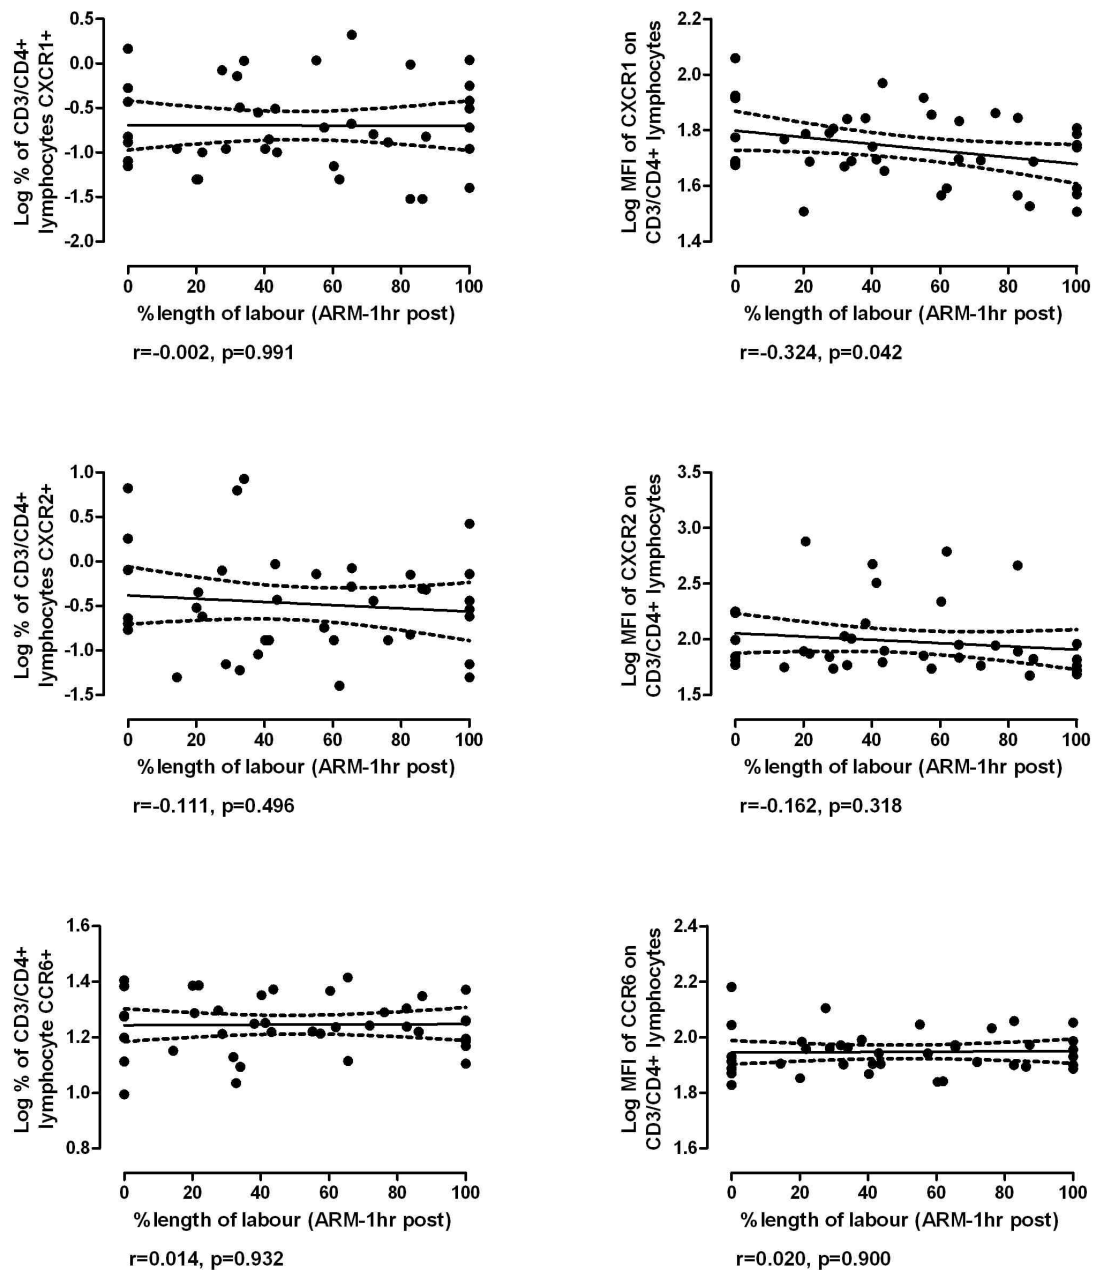 Log % of CD3/CD4+
lymphocytes CXCR1+
0.5
0.0
-0.5
-1.0
-1.5
-2.0
0 20 40 60 80 100
%length of labour (ARM-1hr post)
r=-0.002, p=0.991
Log MFI of CXCR1 on
CD3/CD4+ lymphocytes
2.2
2.0
1.8
1.6
1.4
0 20 40 60 80 100
%length of labour (ARM-1hr post)
r=-0.324, p=0.042
Log % of CD3/CD4+
lymphocytes CXCR2+
1.0
0.5
0.0
-0.5
-1.0
-1.5
0 20 40 60 80 100
%length of labour (ARM-1hr post)
r=-0.111, p=0.496
Log MFI of CXCR2 on
CD3/CD4+ lymphocytes
3.5
3.0
2.5
2.0
1.5
0 20 40 60 80 100
%length of labour (ARM-1hr post)
r=-0.162, p=0.318
Log % of CD3/CD4+
lymphocyte CCR6+
1.6
1.4
1.2
1.0
0.8
0 20 40 60 80 100
%length of labour (ARM-1hr post)
r=0.014, p=0.932
Log MFI of CCR6 on
CD3/CD4+ lymphocytes
2.4
2.2
2.0
1.8
1.6
0 20 40 60 80 100
%length of labour (ARM-1hr post)
r=0.020, p=0.900